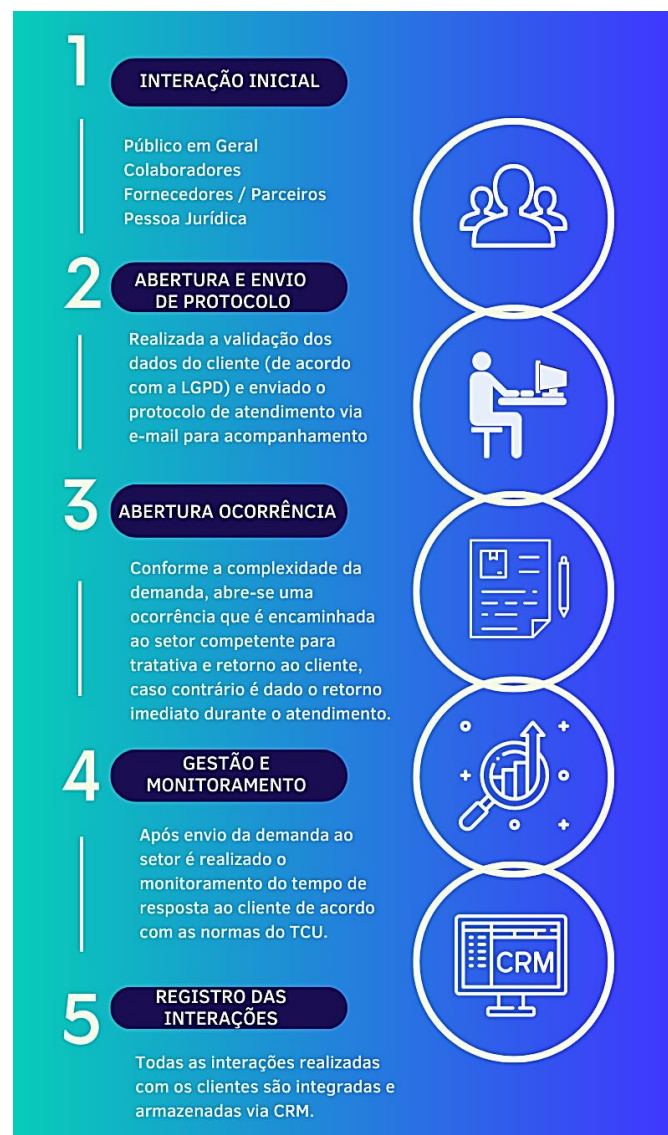 1
INTERAÇÃO INICIAL
Público em Geral
Colaboradores
Fornecedores / Parceiros
Pessoa Jurídica
2
ABERTURA E ENVIO
DE PROTOCOLO
Realizada a validação dos
dados do cliente (de acordo
com a LGPD) e enviado o
protocolo de atendimento via
e-mail para acompanhamento
3
ABERTURA OCORRÊNCIA
Conforme a complexidade da
demanda, abre-se uma
ocorrência que é encaminhada
ao setor competente para
tratativa e retorno ao cliente,
caso contrário é dado o retorno
imediato durante o atendimento.
4
GESTÃO E
MONITORAMENTO
Após envio da demanda ao
setor é realizado o
monitoramento do tempo de
resposta ao cliente de acordo
com as normas do TCU.
CRM
5
REGISTRO DAS
INTERAÇÕES
Todas as interações realizadas
com os clientes são integradas e
armazenadas via CRM.